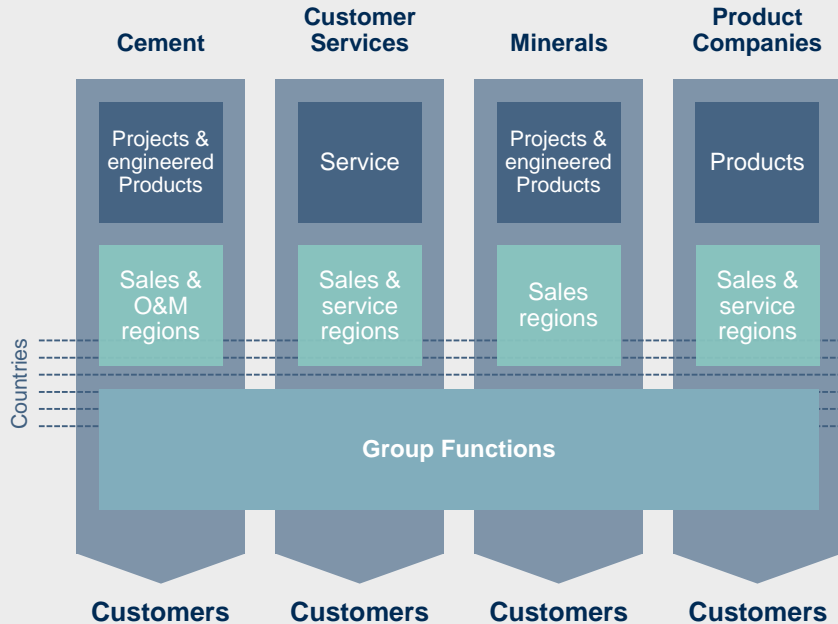 Cement
Customer
Services
Minerals
Product
Companies
Projects &
engineered
Products
Service
Projects &
engineered
Products
Products
Sales &
O&M
regions
Sales &
service
regions
Sales
regions
Sales &
service
regions
Countries
Group Functions
Customers
Customers
Customers
Customers